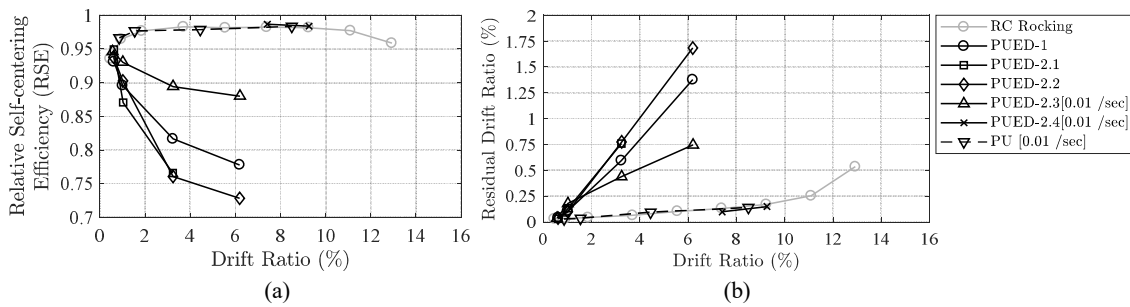 Relative Self-centering
Efficiency (RSE)
1
0.95
0.9
0.85
0.8
0.75
0.7
0 2 4 6 8 10 12 14 16
Drift Ratio (%)
(a)
Residual Drift Ratio (%)
2
1.75
1.5
1.25
1
0.75
0.5
0.25
0
0 2 4 6 8 10 12 14 16
Drift Ratio (%)
(b)
RC Rocking
PUED-1
PUED-2.1
PUED-2.2
PUED-2.3[0.01 /sec]
PUED-2.4[0.01 /sec]
PU [0.01 /sec]